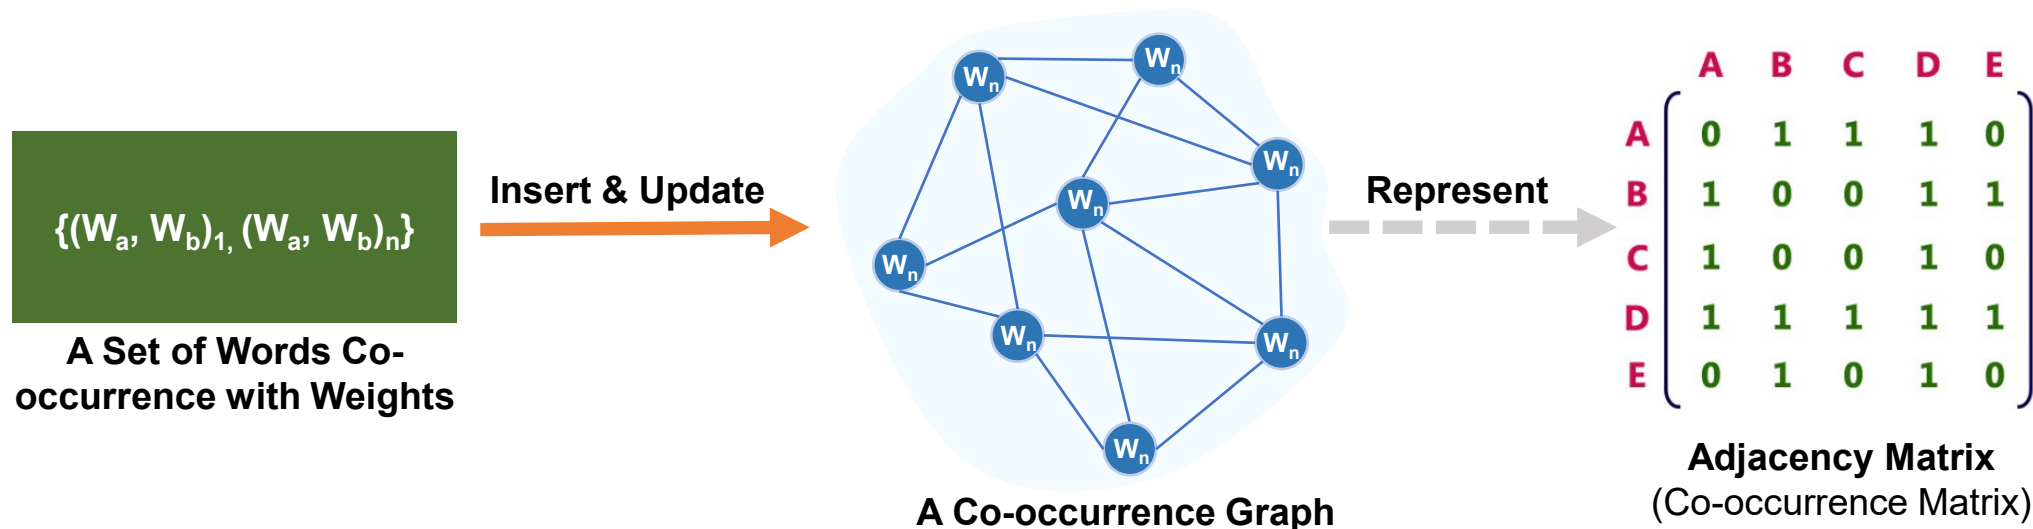 {(Wa, Wb)1, (Wa, Wb)n}
A Set of Words Co-
occurrence with Weights
Insert & Update
Wn
Wn
Wn
Wn
Wn
Wn
Wn
Wn
A Co-occurrence Graph
Represent
A B C D E
A 0 1 1 1 0
B 1 0 0 1 1
C 1 0 0 1 0
D 1 1 1 1 1
E 0 1 0 1 0
Adjacency Matrix
(Co-occurrence Matrix)